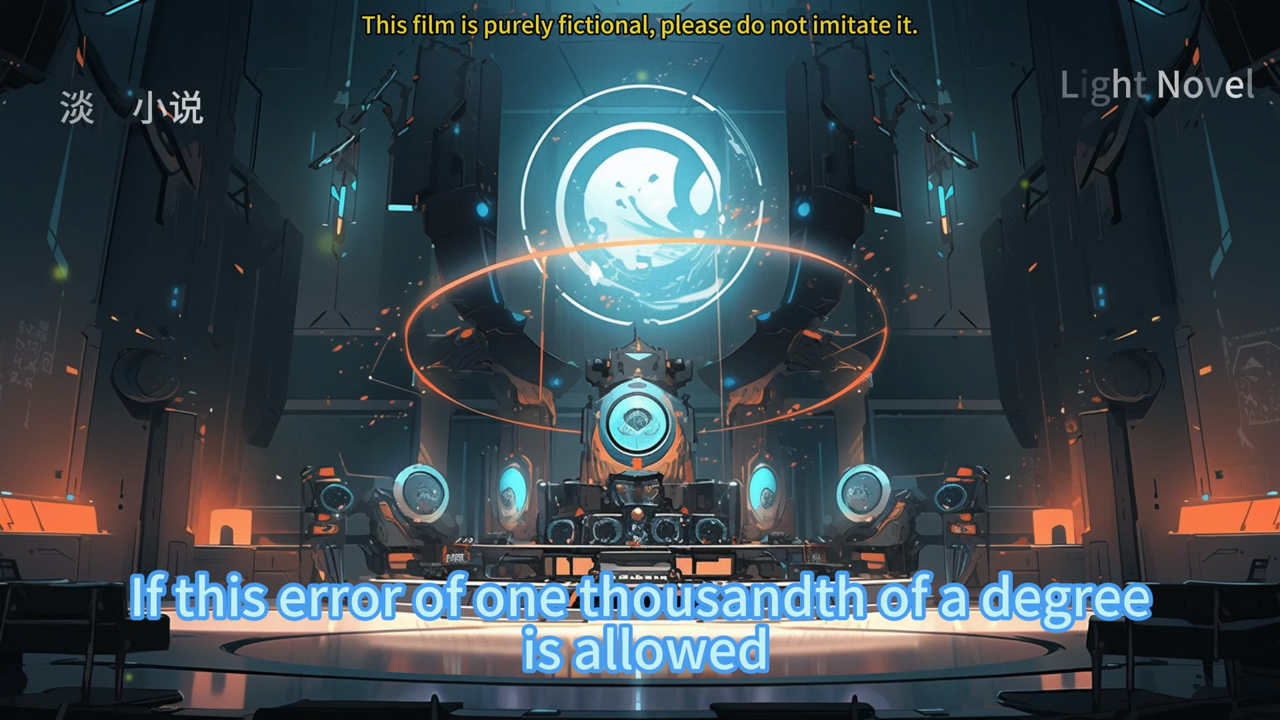 This film is purely fictional, please do not imitate it.
淡 小说
Light Novel
If this error of one thousandth of a degree
is allowed